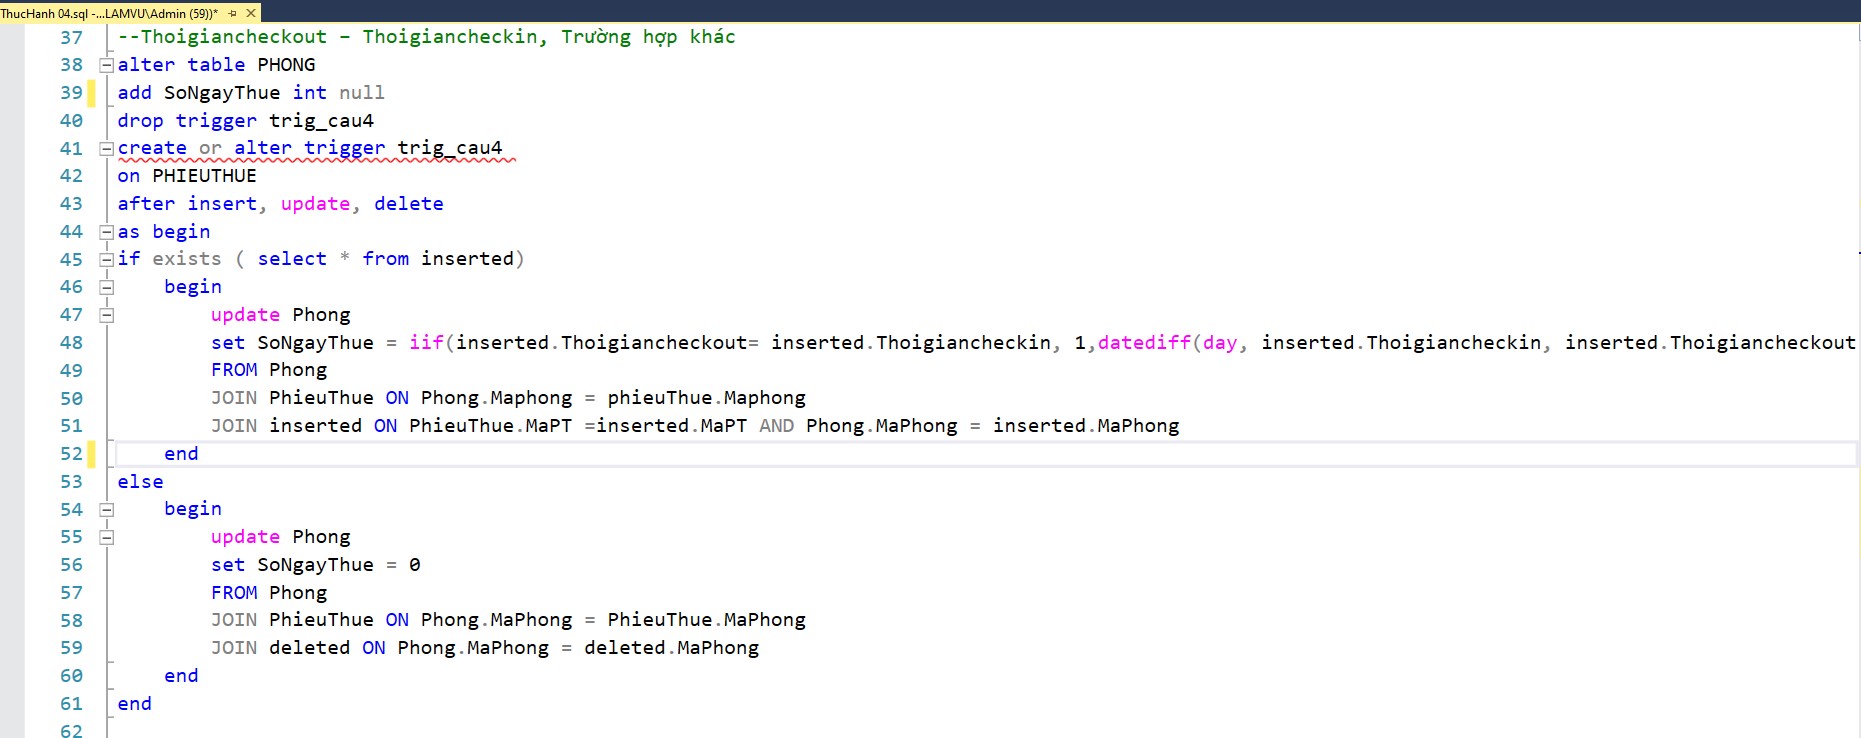 ThucHanh 04.sql -...LAMVU\Admin (59))*
37 --Thoigiancheckout – Thoigiancheckin, Trường hợp khác
38 alter table PHONG
39 add SoNgayThue int null
40 drop trigger trig_cau4
41 create or alter trigger trig_cau4
42 on PHIEUTHUE
43 after insert, update, delete
44 as begin
45 if exists ( select * from inserted)
46 begin
47 update Phong
48 set SoNgayThue = iif(inserted.Thoigiancheckout= inserted.Thoigiancheckin, 1,datediff(day, inserted.Thoigiancheckin, inserted.Thoigiancheckout
49 FROM Phong
50 JOIN PhieuThue ON Phong.Maphong = phieuThue.Maphong
51 JOIN inserted ON PhieuThue.MaPT =inserted.MaPT AND Phong.MaPhong = inserted.MaPhong
52 end
53 else
54 begin
55 update Phong
56 set SoNgayThue = 0
57 FROM Phong
58 JOIN PhieuThue ON Phong.MaPhong = PhieuThue.MaPhong
59 JOIN deleted ON Phong.MaPhong = deleted.MaPhong
60 end
61 end
62